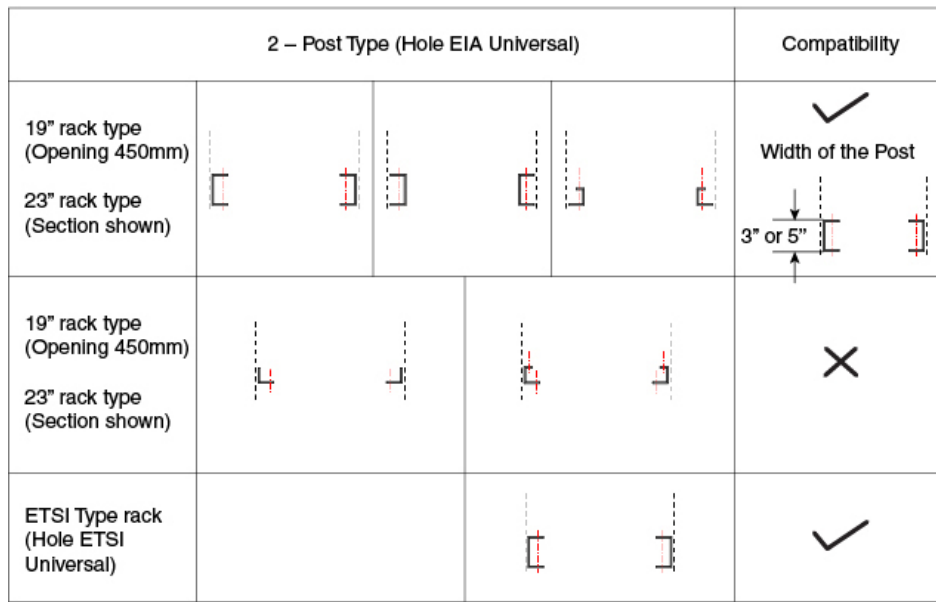 2 – Post Type (Hole EIA Universal)
Compatibility
19” rack type
(Opening 450mm)
23” rack type
(Section shown)
Width of the Post
3” or 5”
19” rack type
(Opening 450mm)
23” rack type
(Section shown)
ETSI Type rack
(Hole ETSI
Universal)